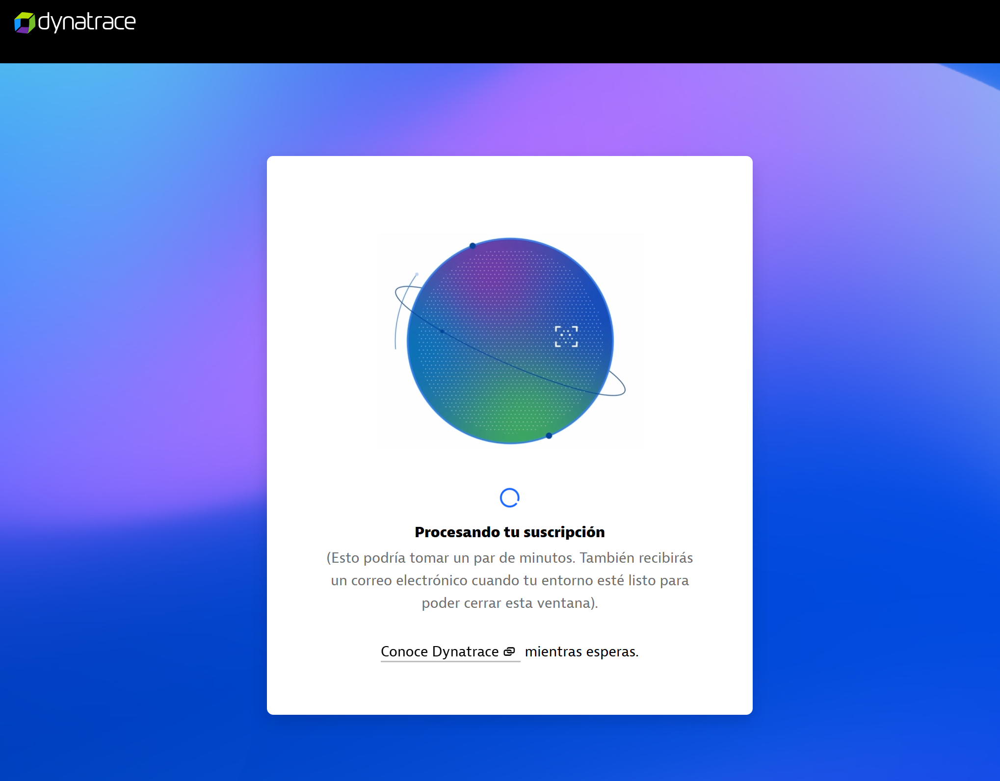 dynatrace
Procesando tu suscripción
(Esto podría tomar un par de minutos. También recibirás
un correo electrónico cuando tu entorno esté listo para
poder cerrar esta ventana).
Conoce Dynatrace mientras esperas.